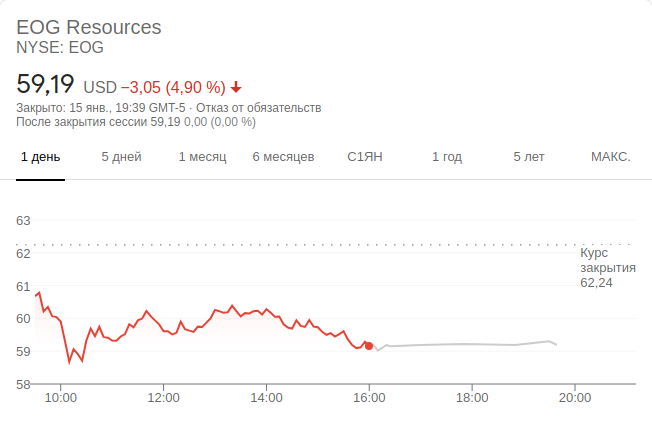 EOG Resources
NYSE: EOG
59,19 USD −3,05 (4,90 %)
Закрыто: 15 янв., 19:39 GMT-5 · Отказ от обязательств
После закрытия сессии 59,19 0,00 (0,00 %)
1 день 5 дней 1 месяц 6 месяцев С1ЯН 1 год 5 лет МАКС.
63
62
Курс
закрытия
62,24
61
60
59
58
10:00 12:00 14:00 16:00 18:00 20:00